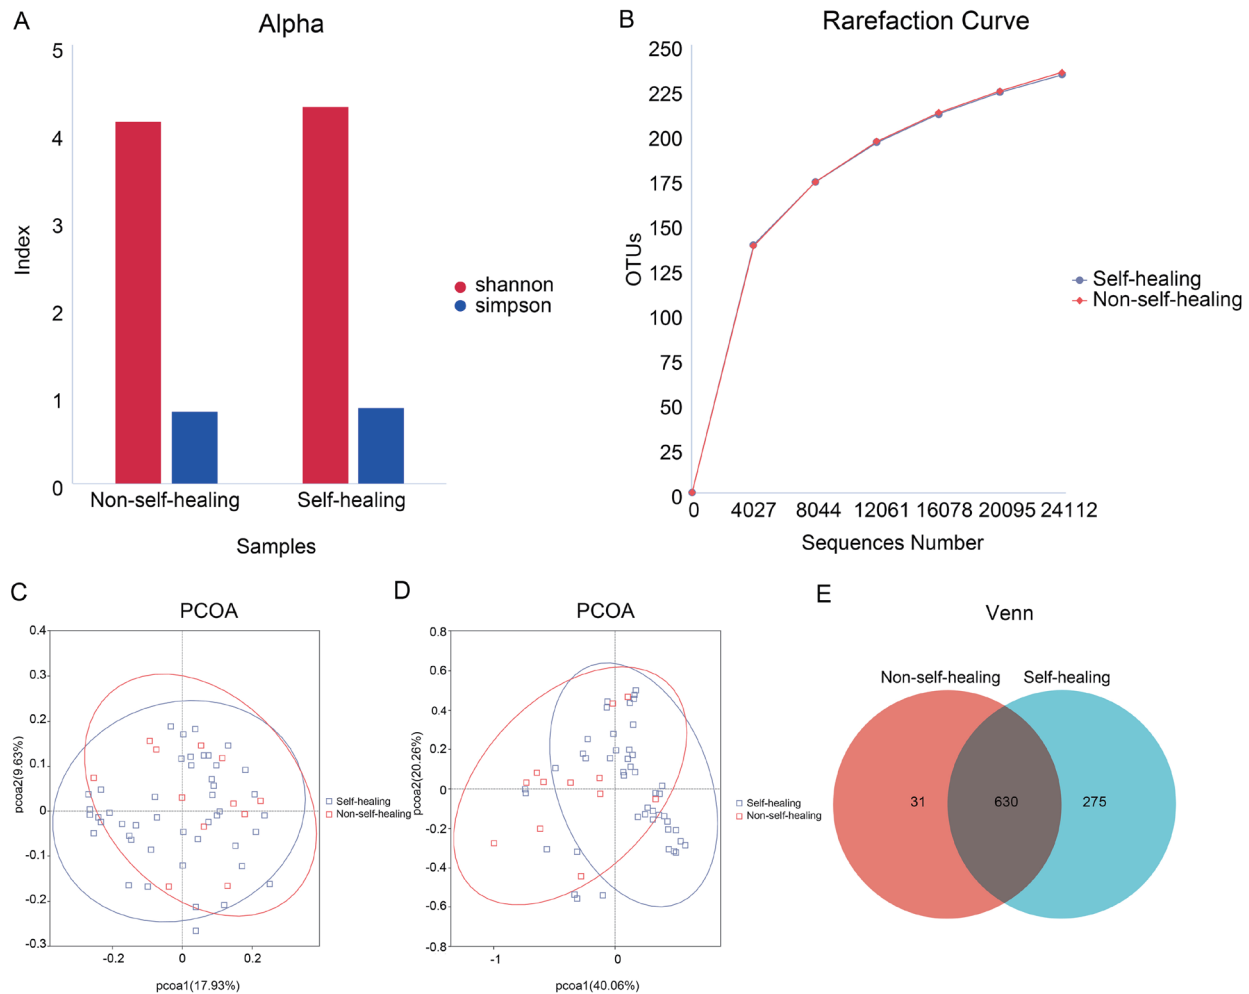 A
Alpha
5
4
3
2
1
0
Index
Non-self-healing
Self-healing
Samples
shannon
simpson
B
Rarefaction Curve
250
225
200
175
150
125
100
75
50
25
0
OTUs
0 4027 8044 12061 16078 20095 24112
Sequences Number
Self-healing
Non-self-healing
C
PCOA
0.4
0.3
0.2
0.1
0
-0.1
-0.2
-0.3
pcoa2(9.63%)
-0.2 0 0.2
pcoa1(17.93%)
Self-healing
Non-self-healing
D
PCOA
0.8
0.6
0.4
0.2
0
-0.2
-0.4
-0.6
-0.8
pcoa2(20.26%)
-1 0
pcoa1(40.06%)
Self-healing
Non-self-healing
E
Venn
Non-self-healing
Self-healing
31 630 275